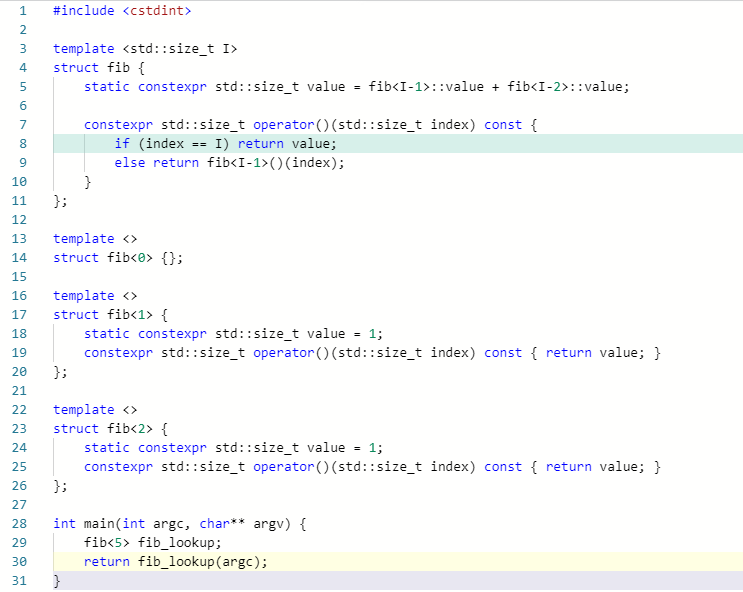 1 #include <cstdint>
2
3 template <std::size_t I>
4 struct fib {
5     static constexpr std::size_t value = fib<I-1>::value + fib<I-2>::value;
6
7     constexpr std::size_t operator()(std::size_t index) const {
8         if (index == I) return value;
9         else return fib<I-1>()(index);
10     }
11 };
12
13 template <>
14 struct fib<0> {};
15
16 template <>
17 struct fib<1> {
18     static constexpr std::size_t value = 1;
19     constexpr std::size_t operator()(std::size_t index) const { return value; }
20 };
21
22 template <>
23 struct fib<2> {
24     static constexpr std::size_t value = 1;
25     constexpr std::size_t operator()(std::size_t index) const { return value; }
26 };
27
28 int main(int argc, char** argv) {
29     fib<5> fib_lookup;
30     return fib_lookup(argc);
31 }